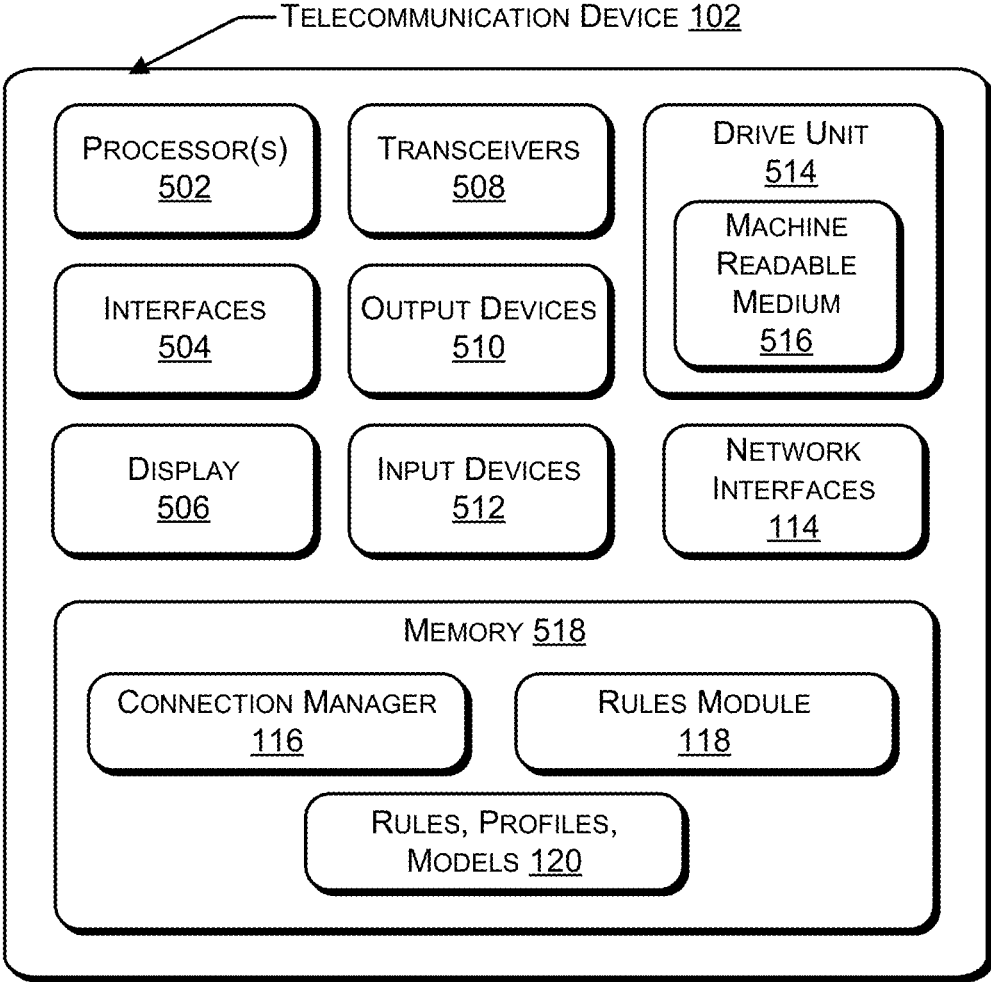 TELECOMMUNICATION DEVICE 102
PROCESSOR(S)
502
TRANSCEIVERS
508
DRIVE UNIT
514
MACHINE
READABLE
MEDIUM
516
INTERFACES
504
OUTPUT DEVICES
510
DISPLAY
506
INPUT DEVICES
512
NETWORK
INTERFACES
114
MEMORY 518
CONNECTION MANAGER
116
RULES MODULE
118
RULES, PROFILES,
MODELS 120